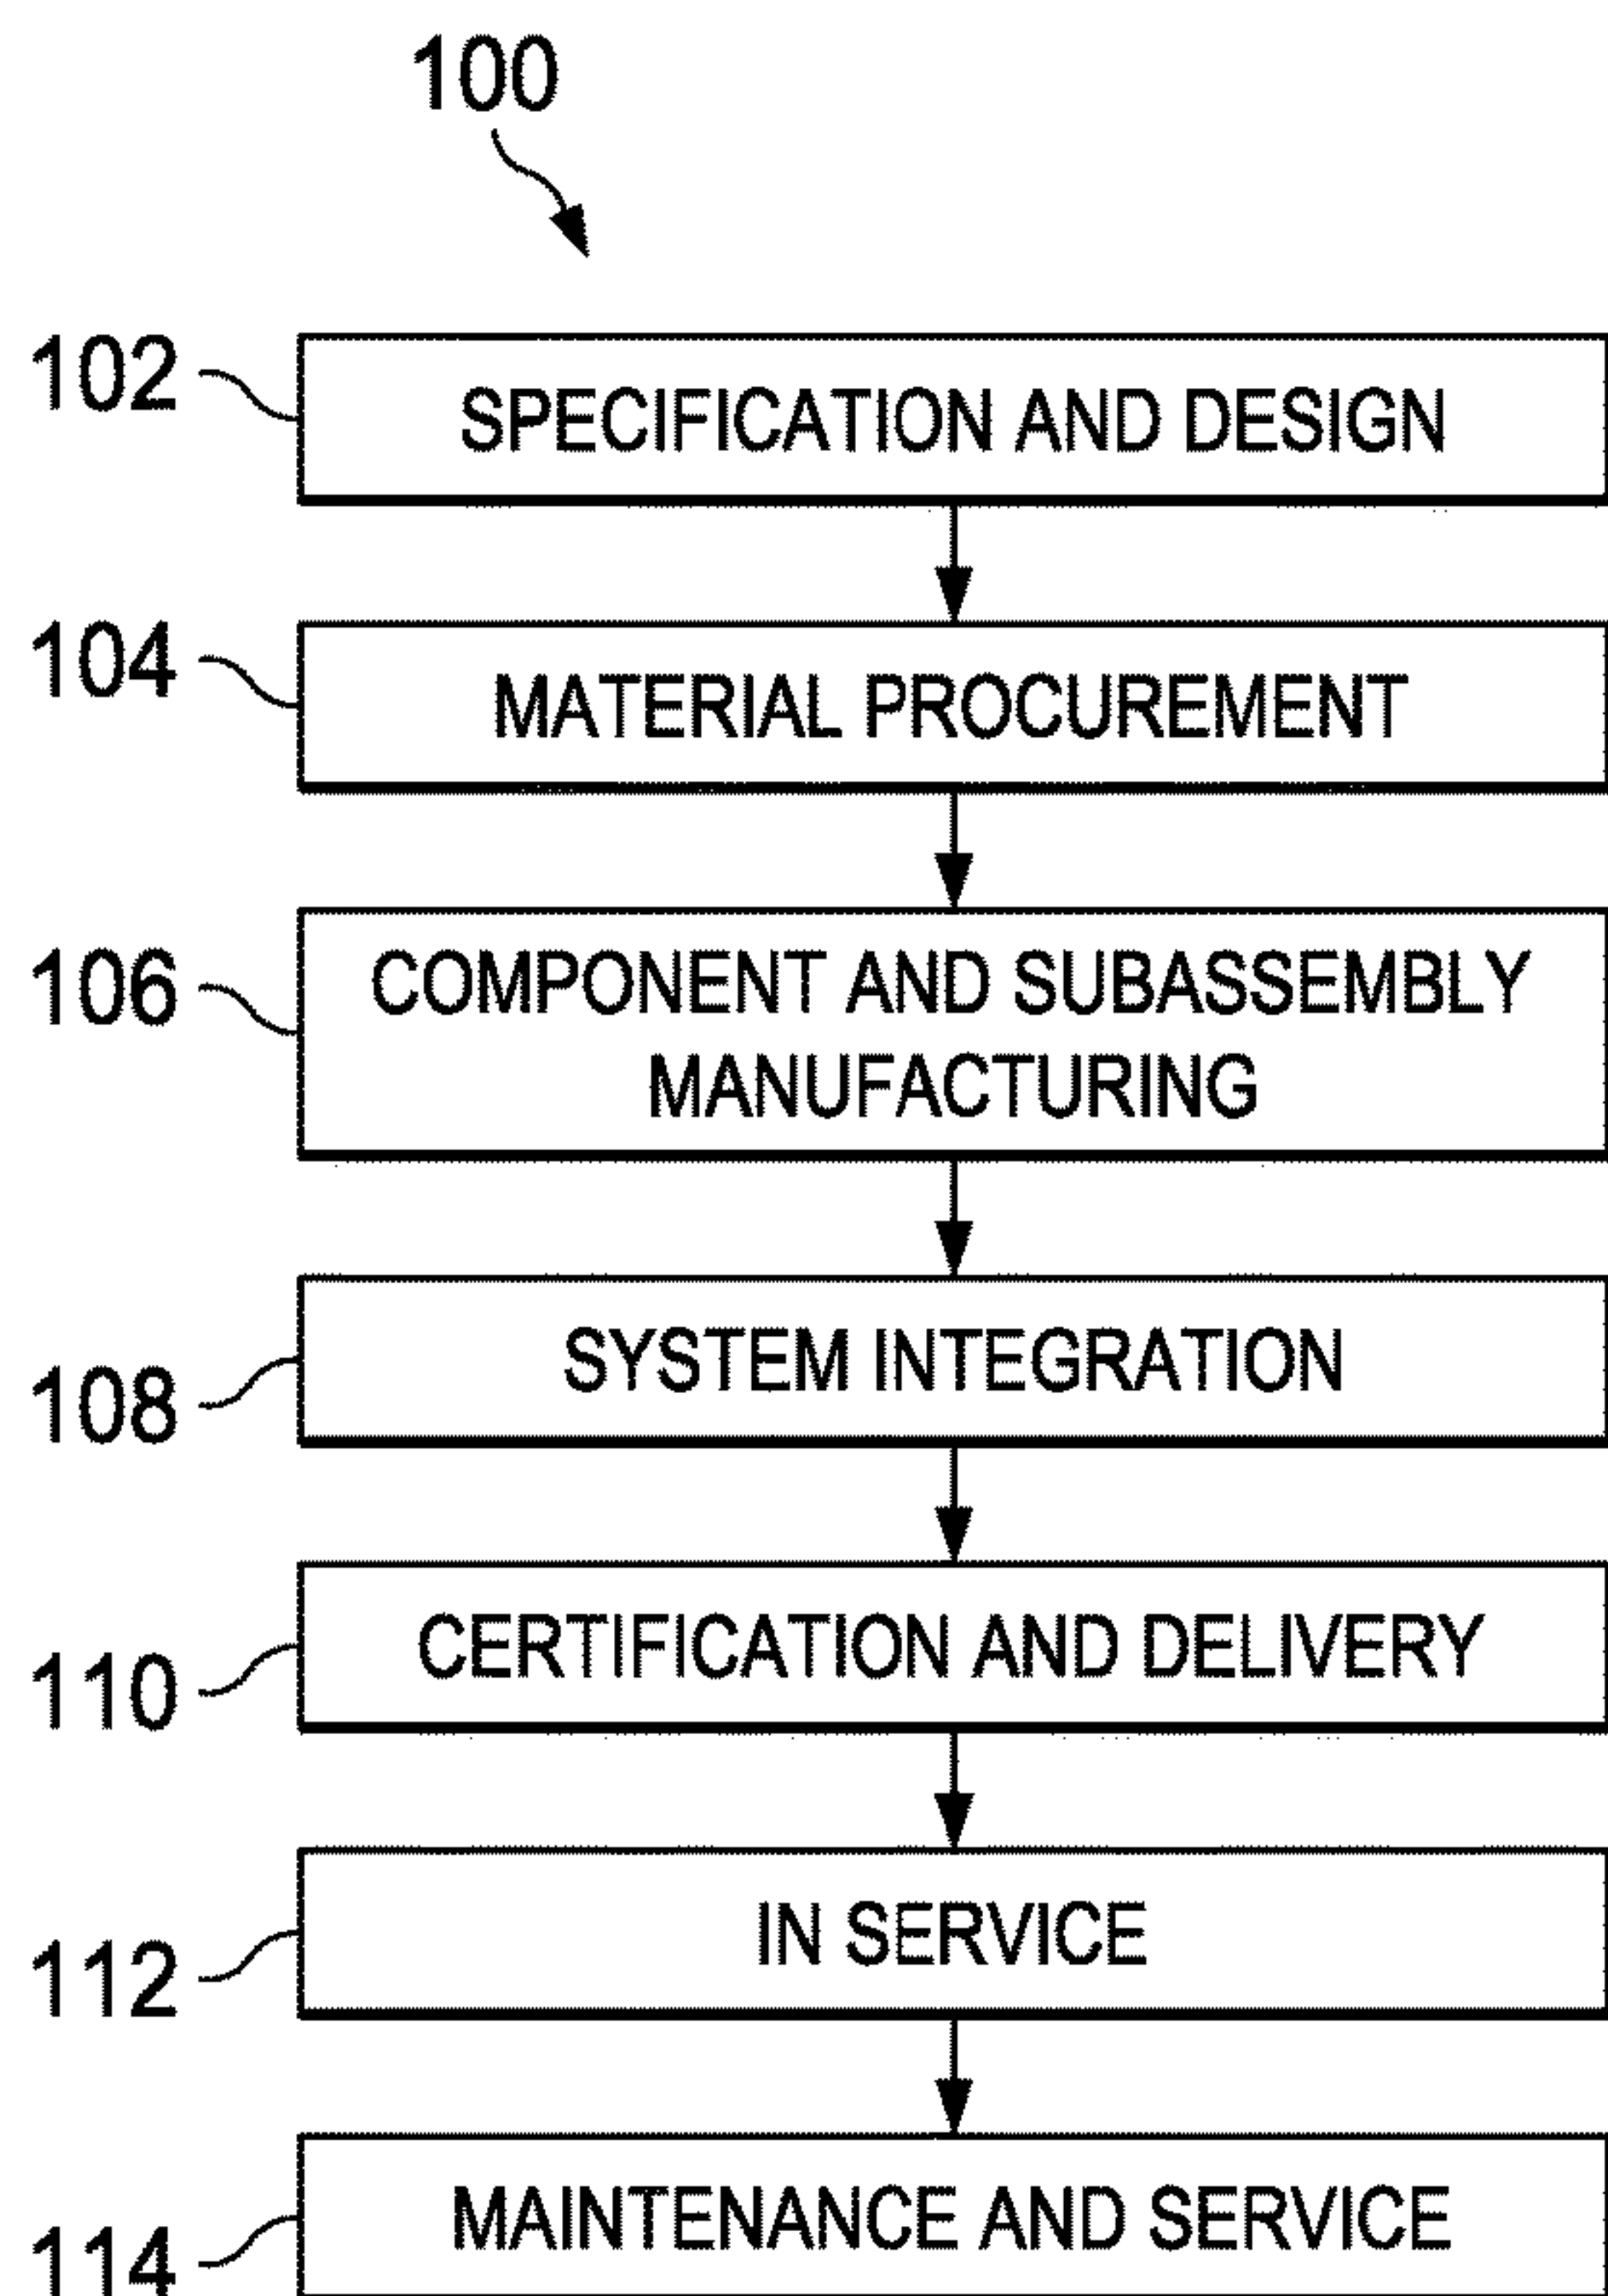 100
102 SPECIFICATION AND DESIGN
104 MATERIAL PROCUREMENT
106 COMPONENT AND SUBASSEMBLY
MANUFACTURING
108 SYSTEM INTEGRATION
110 CERTIFICATION AND DELIVERY
112 IN SERVICE
114 MAINTENANCE AND SERVICE